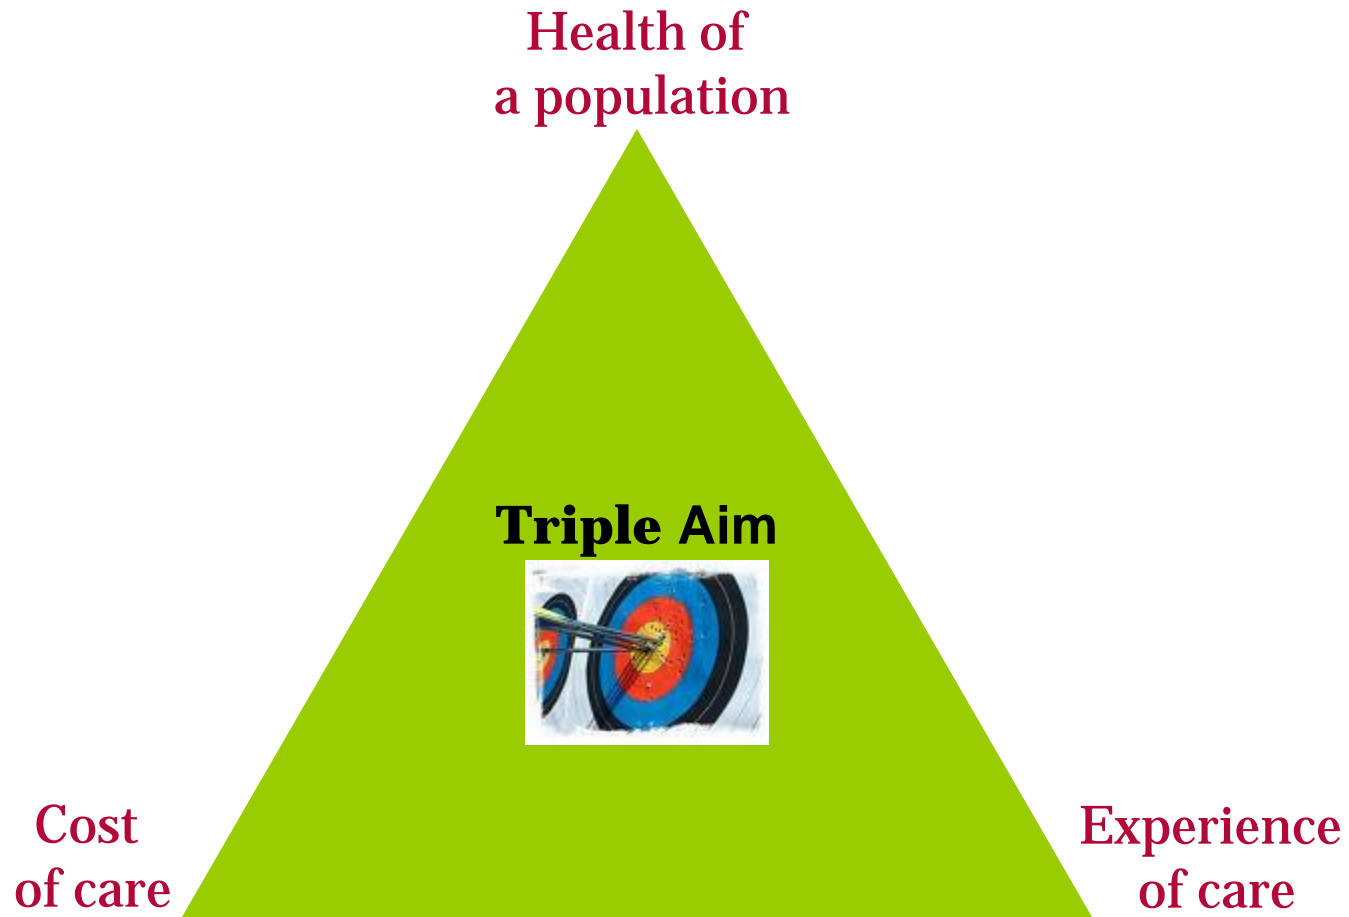 Health of
a population
Triple Aim
Cost
of care
Experience
of care